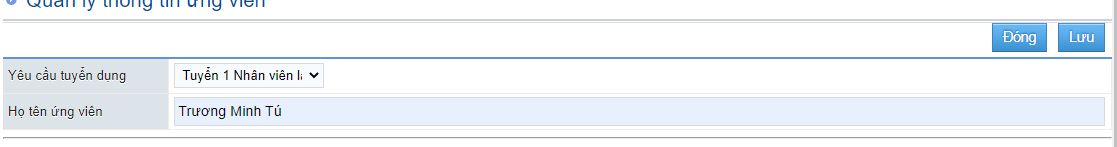 Quản lý thông tin ứng viên
Đóng Lưu
Yêu cầu tuyển dụng Tuyển 1 Nhân viên
Họ tên ứng viên Trương Minh Tú